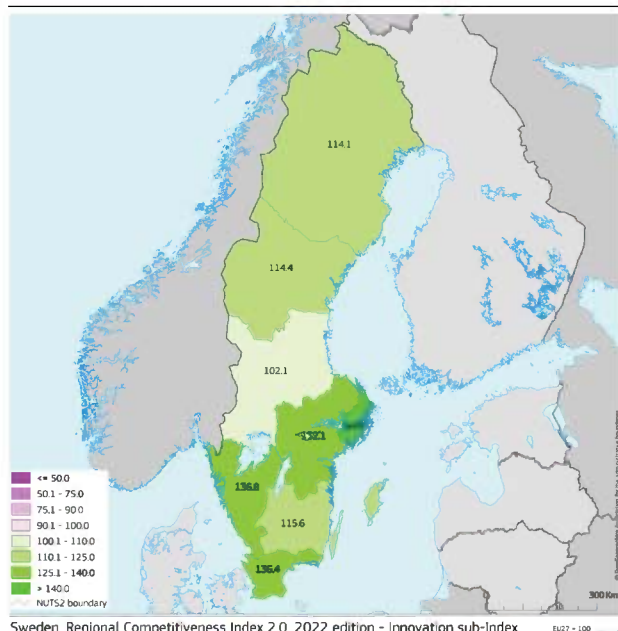 114.1
114.4
102.1
132.1
136.8
115.6
136.4
<= 50.0
50.1 - 75.0
75.1 - 90.0
90.1 - 100.0
100.1 - 110.0
110.1 - 125.0
125.1 - 140.0
> 140.0
NUTS2 boundary
300 Km
Sweden Regional Competitiveness Index 2.0 2022 edition - Innovation sub-Index
EU27 = 100